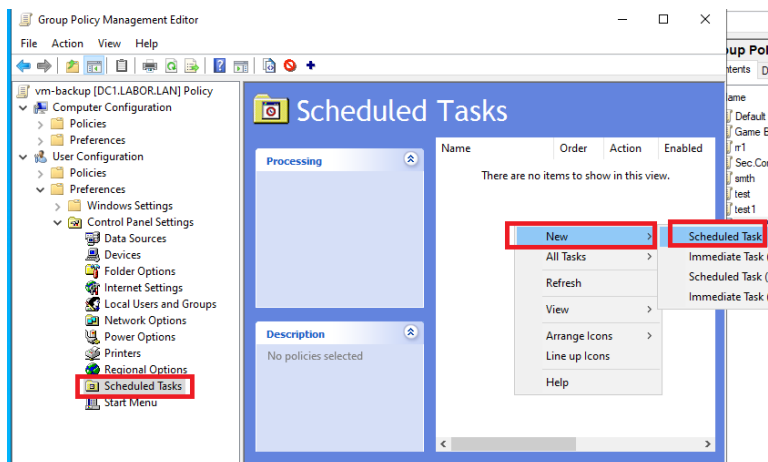 Group Policy Management Editor
File Action View Help
vm-backup [DC1.LABOR.LAN] Policy
Computer Configuration
Policies
Preferences
User Configuration
Policies
Preferences
Windows Settings
Control Panel Settings
Data Sources
Devices
Folder Options
Internet Settings
Local Users and Groups
Network Options
Power Options
Printers
Regional Options
Scheduled Tasks
Start Menu
Scheduled Tasks
Processing
Description
No policies selected
Name Order Action Enabled
There are no items to show in this view.
New
All Tasks
Refresh
View
Arrange Icons
Line up Icons
Help
Scheduled Task
Immediate Task (
Scheduled Task (
Immediate Task (
up Pol
ntents D
ame
Default
Game B
rr1
Sec.Con
smth
test
test1